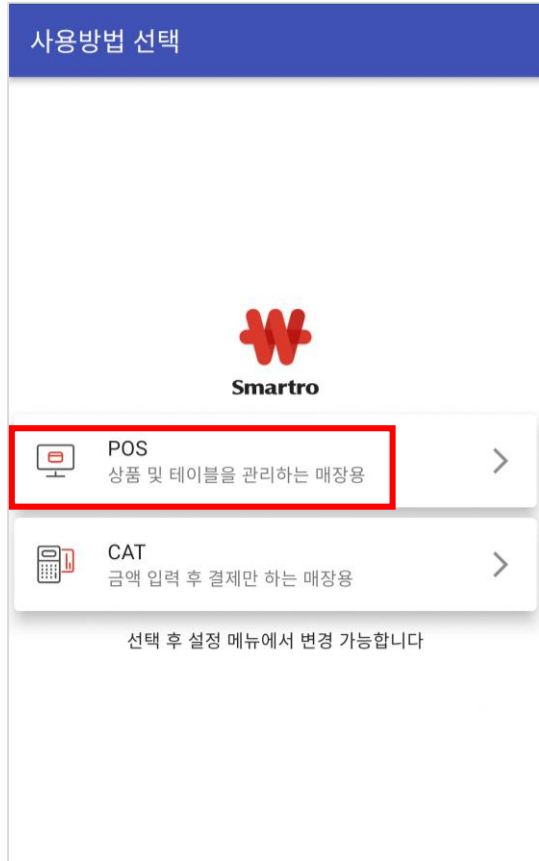 사용방법 선택
Smartro
POS
상품 및 테이블을 관리하는 매장용
CAT
금액 입력 후 결제만 하는 매장용
선택 후 설정 메뉴에서 변경 가능합니다